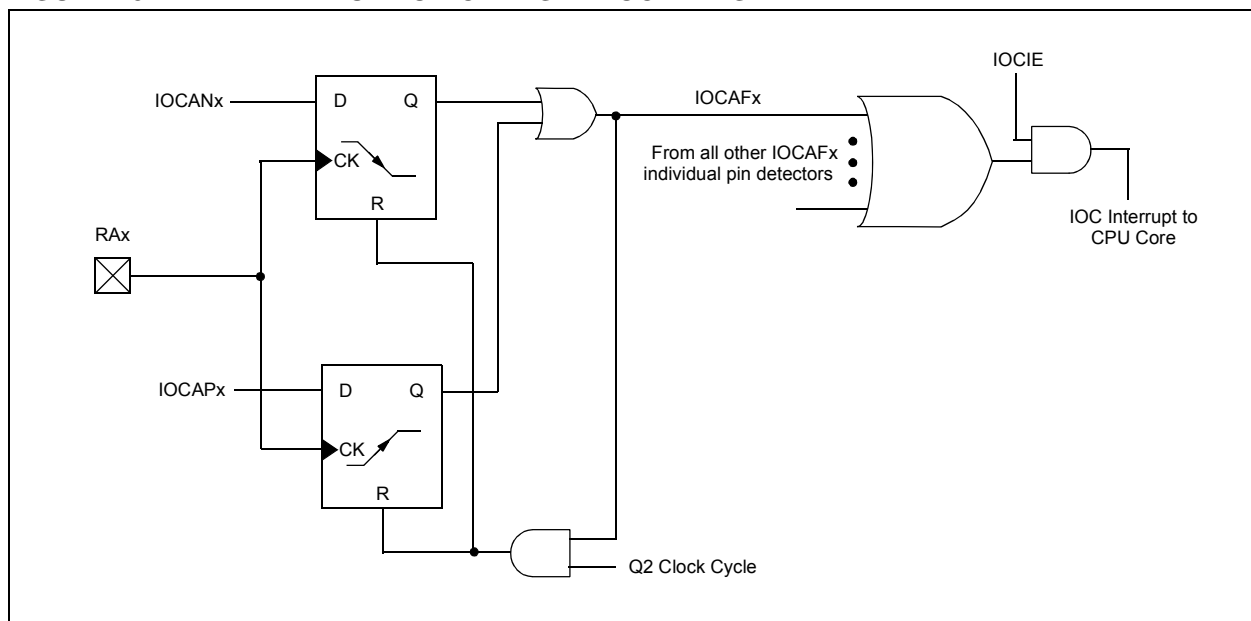 IOCIE
IOCANx
D Q
IOCAFx
CK
From all other IOCAFx
individual pin detectors
R
IOC Interrupt to
CPU Core
RAx
IOCAPx
D Q
CK
R
Q2 Clock Cycle